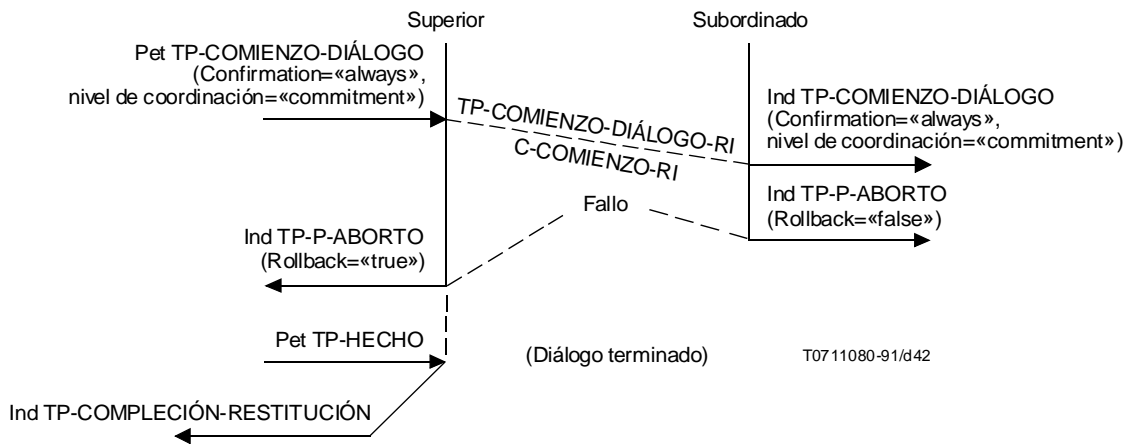 Superior
Subordinado
Pet TP-COMIENZO-DIÁLOGO
(Confirmation=«always»,
nivel de coordinación=«commitment»)
TP-COMIENZO-DIÁLOGO-RI
C-COMIENZO-RI
Ind TP-COMIENZO-DIÁLOGO
(Confirmation=«always»,
nivel de coordinación=«commitment»)
Fallo
Ind TP-P-ABORTO
(Rollback=«false»)
Ind TP-P-ABORTO
(Rollback=«true»)
Pet TP-HECHO
(Diálogo terminado)
T0711080-91/d42
Ind TP-COMPLECIÓN-RESTITUCIÓN